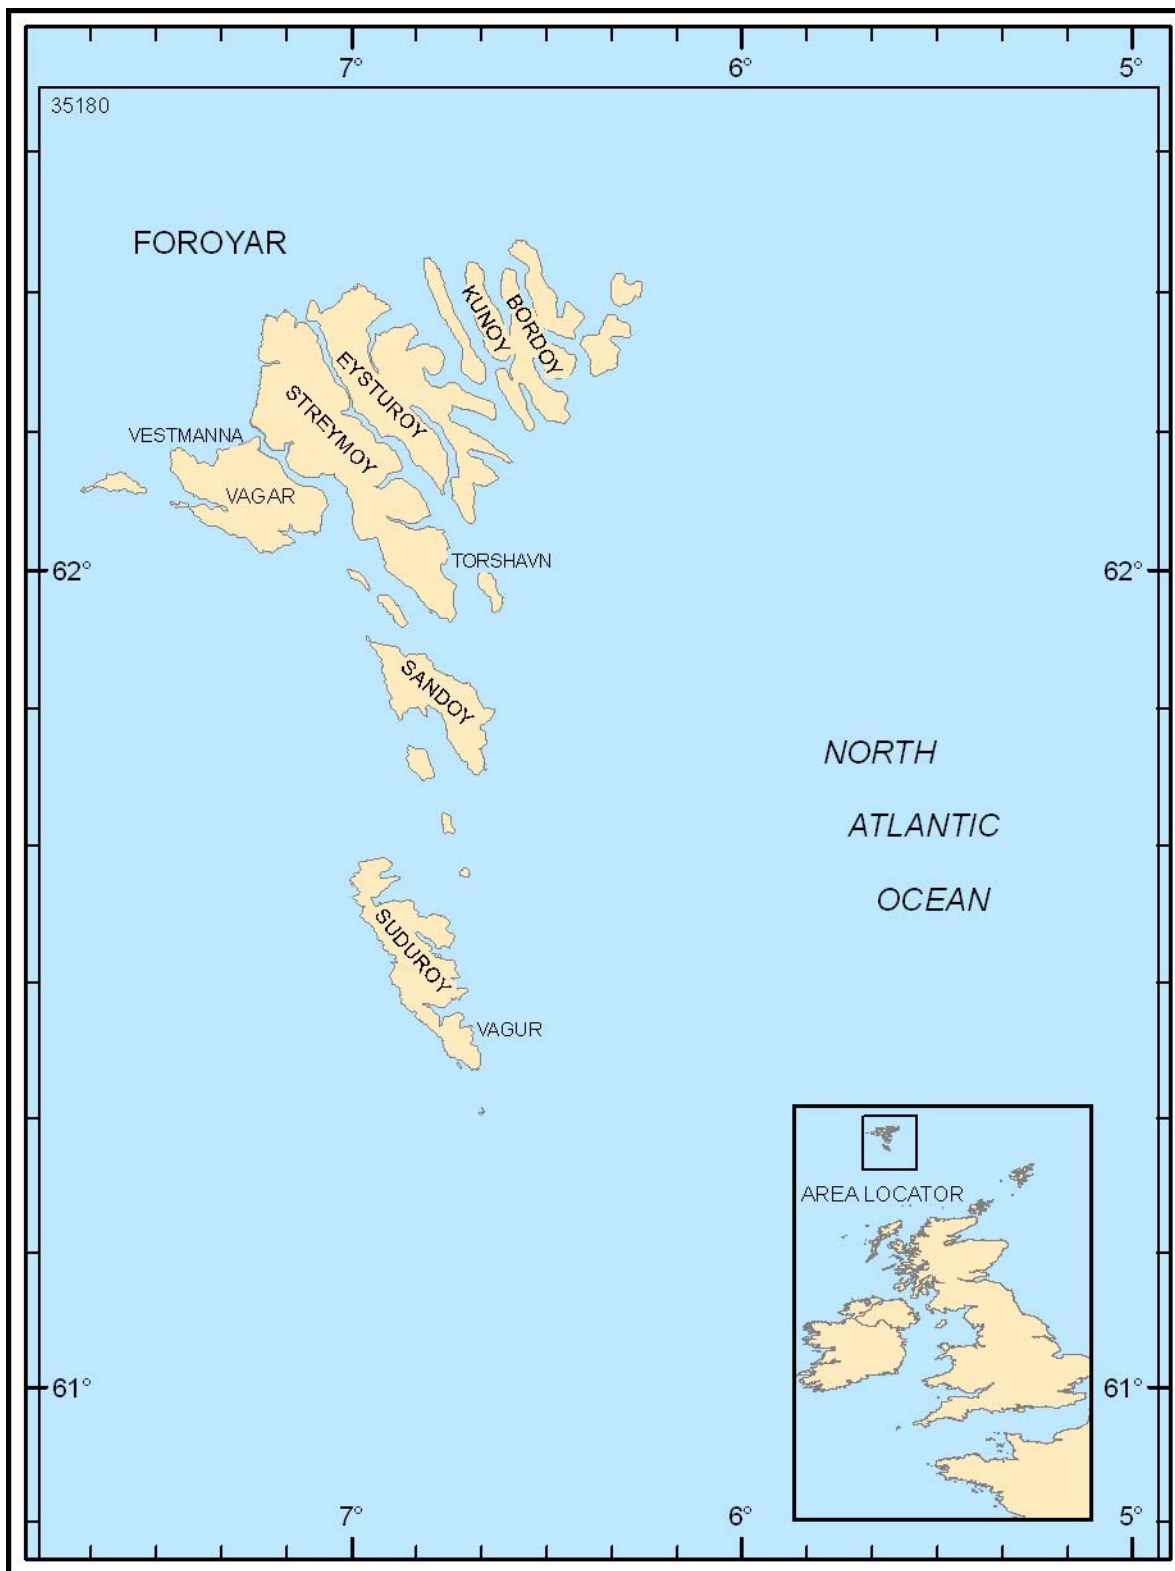 7°
6°
5°
35180
FOROYAR
KUNOY
BORDOY
EYSTUROY
STREYMOY
VESTMANNA
VAGAR
TORSHAVN
62°
62°
SANDOY
NORTH
ATLANTIC
OCEAN
SUDUROY
VAGUR
AREA LOCATOR
61°
61°
7°
6°
5°